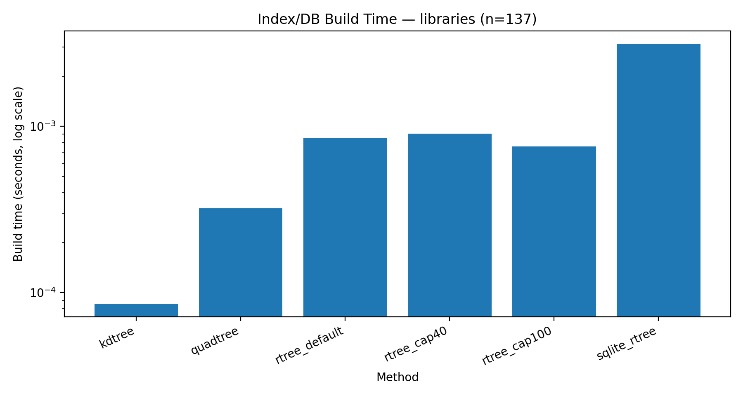 Index/DB Build Time — libraries (n=137)
Build time (seconds, log scale)
10⁻³
10⁻⁴
kdtree
quadtree
rtree_default
rtree_cap40
rtree_cap100
sqlite_rtree
Method